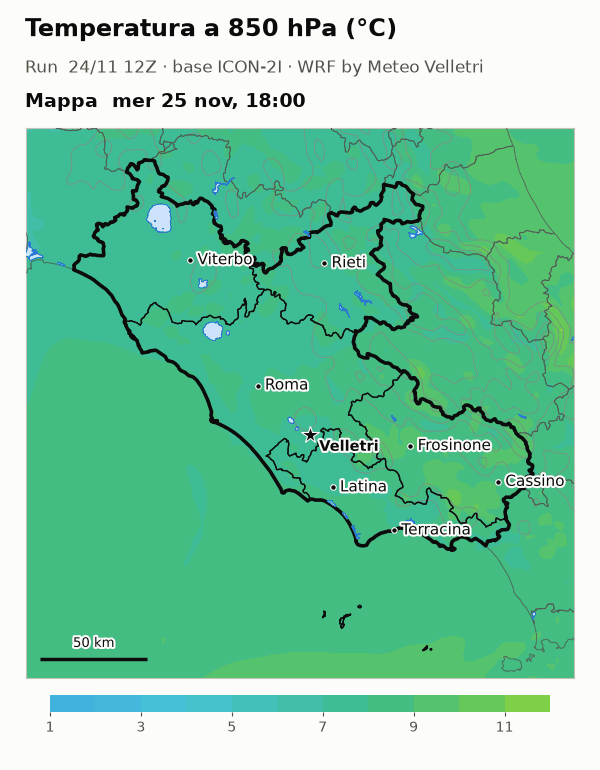 Temperatura a 850 hPa (°C)
Run  24/11 12Z · base ICON-2I · WRF by Meteo Velletri
Mappa  mer 25 nov, 18:00
Viterbo
Rieti
Roma
Velletri
Frosinone
Cassino
Latina
Terracina
50 km
1 3 5 7 9 11